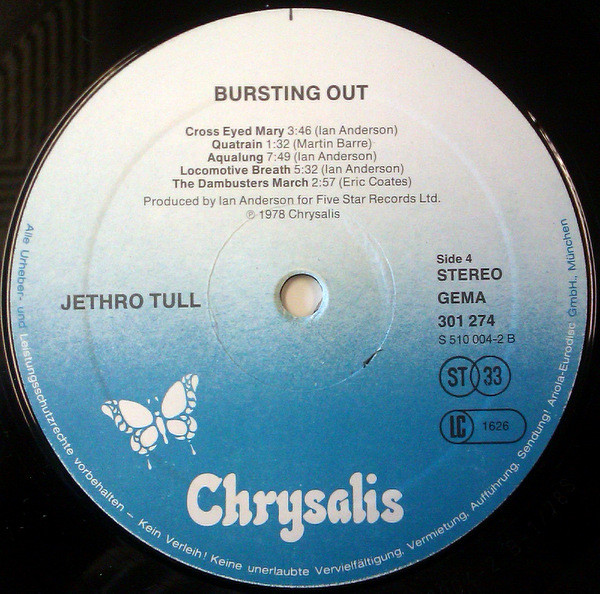 BURSTING OUT
Cross Eyed Mary 3:46 (Ian Anderson)
Quatrain 1:32 (Martin Barre)
Aqualung 7:49 (Ian Anderson)
Locomotive Breath 5:32 (Ian Anderson)
The Dambusters March 2:57 (Eric Coates)
Produced by Ian Anderson for Five Star Records Ltd.
℗ 1978 Chrysalis
JETHRO TULL
Side 4
STEREO
GEMA
301 274
S 510 004-2 B
ST 33
LC 1626
Chrysalis
Alle Urheber- und Leistungsschutzrechte vorbehalten – Kein Verleih! Keine unerlaubte Vervielfältigung, Vermietung, Aufführung, Sendung! Ariola-Eurodisc GmbH., München